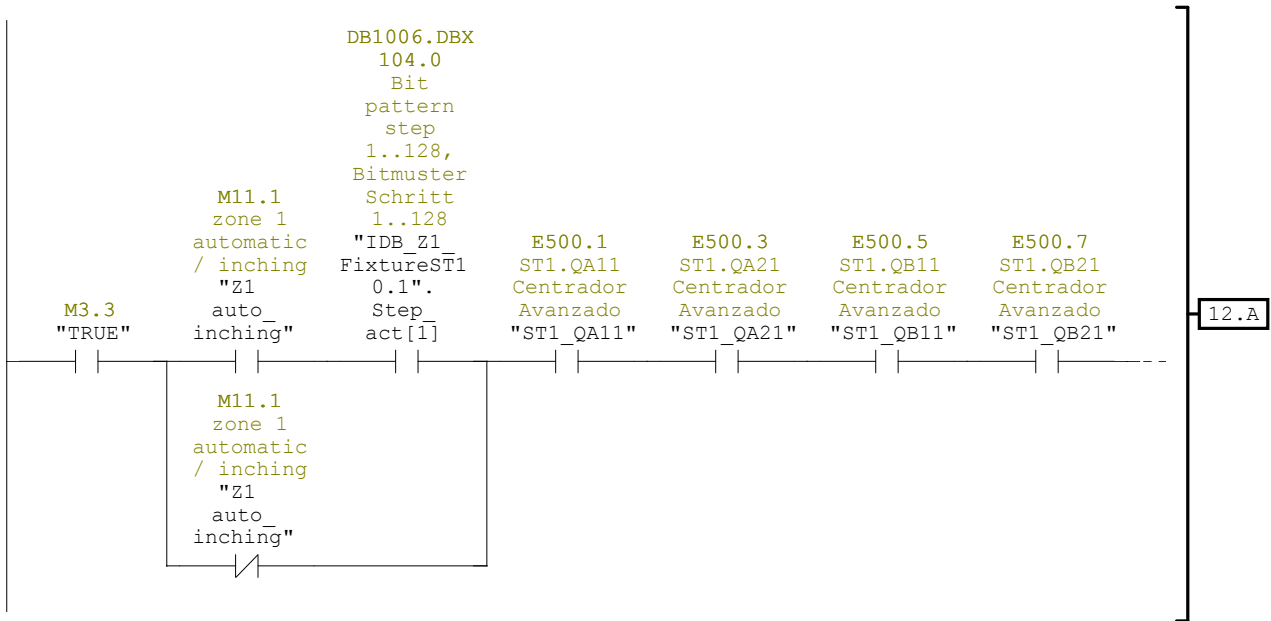 DB1006.DBX
104.0
Bit
pattern
step
1..128,
Bitmuster
Schritt
1..128
"IDB_Z1_
FixtureST1
0.1".
Step_
act[1]
M11.1
zone 1
automatic
/ inching
"Z1
auto_
inching"
M3.3
"TRUE"
E500.1
ST1.QA11
Centrador
Avanzado
"ST1_QA11"
E500.3
ST1.QA21
Centrador
Avanzado
"ST1_QA21"
E500.5
ST1.QB11
Centrador
Avanzado
"ST1_QB11"
E500.7
ST1.QB21
Centrador
Avanzado
"ST1_QB21"
12.A
M11.1
zone 1
automatic
/ inching
"Z1
auto_
inching"